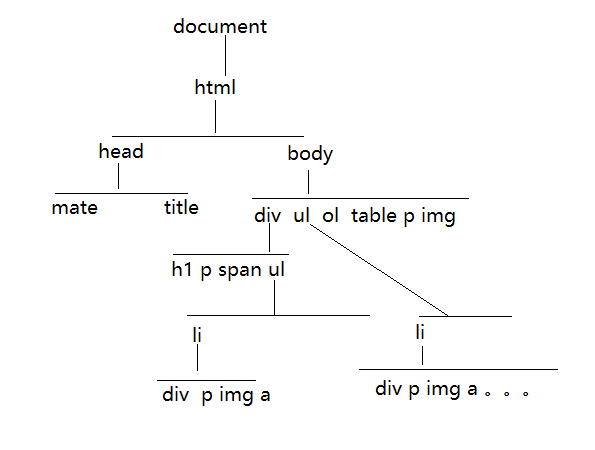 document
html
head
body
mate
title
div ul ol table p img
h1 p span ul
li
li
div p img a
div p img a 。。。